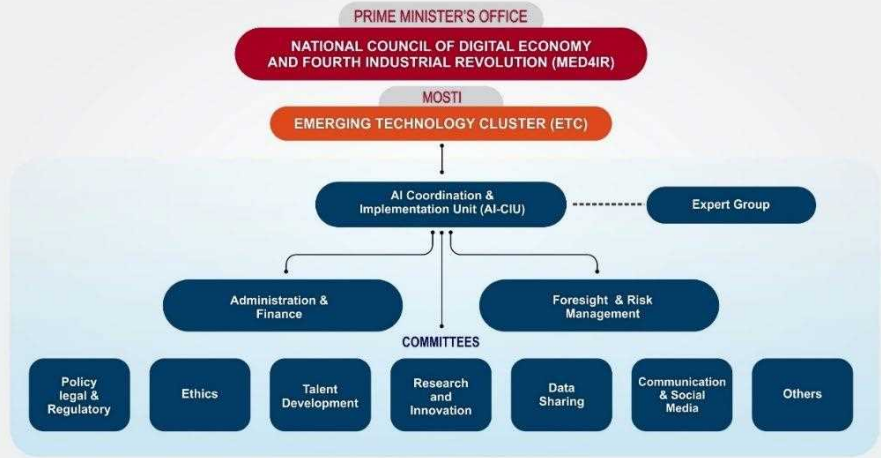 PRIME MINISTER'S OFFICE
NATIONAL COUNCIL OF DIGITAL ECONOMY
AND FOURTH INDUSTRIAL REVOLUTION (MED4IR)
MOSTI
EMERGING TECHNOLOGY CLUSTER (ETC)
AI Coordination &
Implementation Unit (AI-CIU)
Expert Group
Administration &
Finance
Foresight & Risk
Management
COMMITTEES
Policy
legal &
Regulatory
Ethics
Talent
Development
Research
and
Innovation
Data
Sharing
Communication
& Social
Media
Others